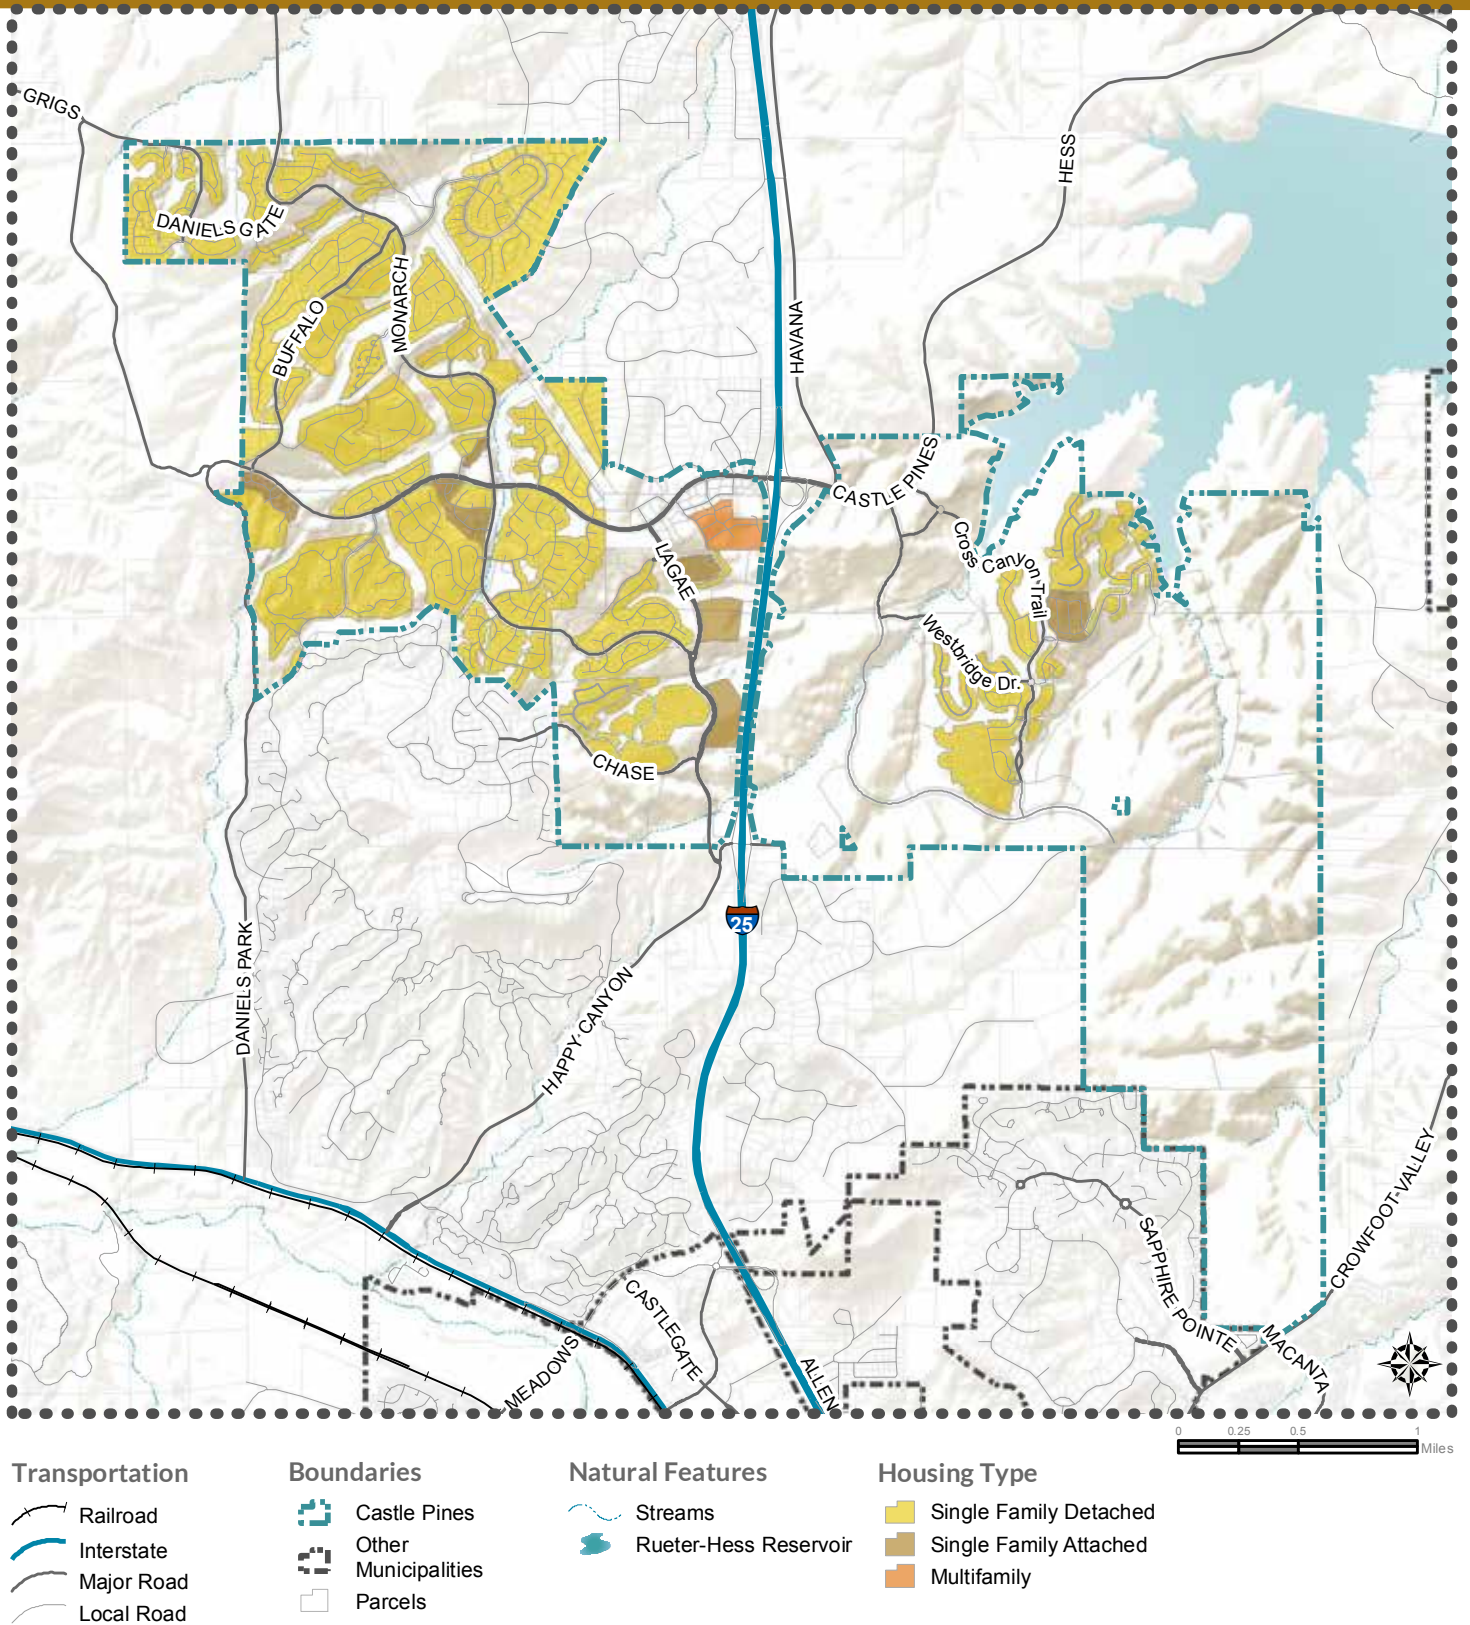 GRIGS
HESS
DANIELS GATE
MONARCH
BUFFALO
HAVANA
CASTLE PINES
LAGAE
Cross Canyon Trail
Westbridge Dr.
CHASE
25
DANIELS PARK
HAPPY CANYON
CROWFOOT VALLEY
SAPPHIRE POINTE
CASTLEGATE
MEADOWS
ALLEN
MACANTA
0 0.25 0.5 1
Miles
Transportation
Railroad
Interstate
Major Road
Local Road
Boundaries
Castle Pines
Other
Municipalities
Parcels
Natural Features
Streams
Rueter-Hess Reservoir
Housing Type
Single Family Detached
Single Family Attached
Multifamily